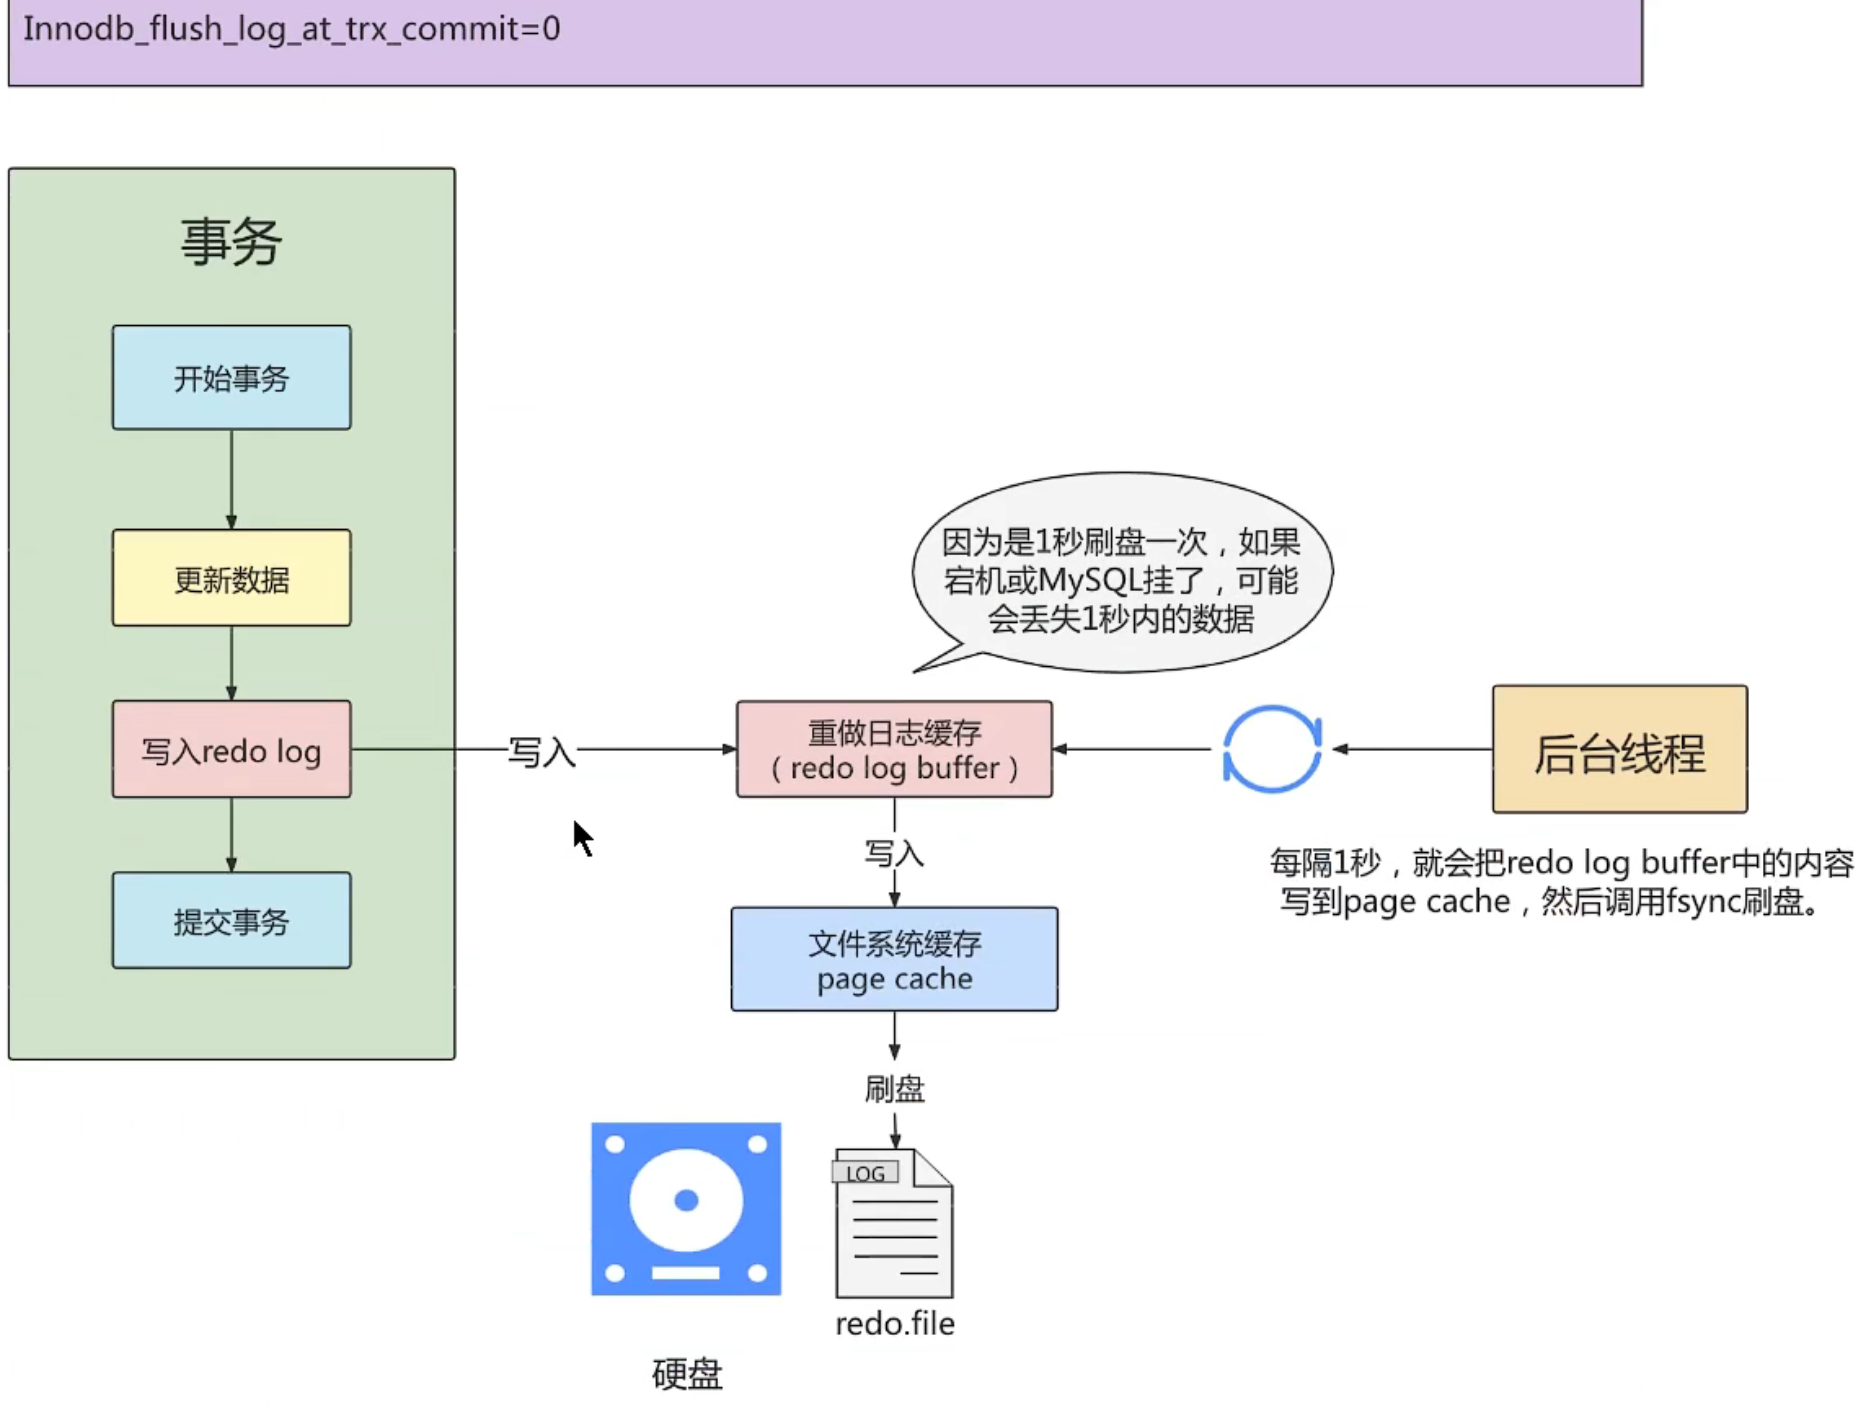 Innodb_flush_log_at_trx_commit=0
事务
开始事务
更新数据
写入redo log
提交事务
写入
因为是1秒刷盘一次，如果
宕机或MySQL挂了，可能
会丢失1秒内的数据
重做日志缓存
（redo log buffer）
后台线程
每隔1秒，就会把redo log buffer中的内容
写到page cache，然后调用fsync刷盘。
写入
文件系统缓存
page cache
刷盘
LOG
redo.file
硬盘